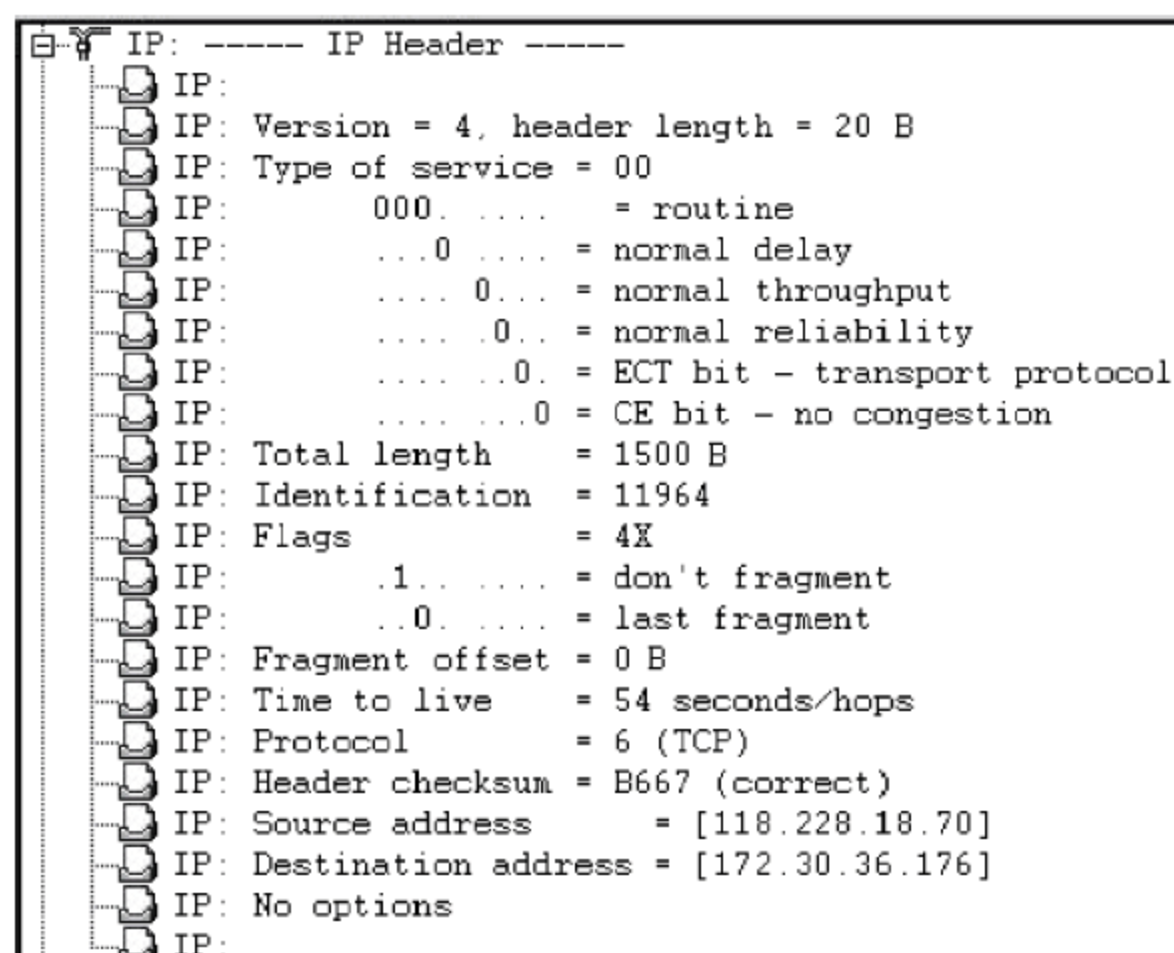 IP: ----- IP Header -----
IP:
IP: Version = 4, header length = 20 B
IP: Type of service = 00
IP: 000. .... = routine
IP: ...0 .... = normal delay
IP: .... 0... = normal throughput
IP: .... .0.. = normal reliability
IP: .... ..0. = ECT bit – transport protocol
IP: .... ...0 = CE bit – no congestion
IP: Total length = 1500 B
IP: Identification = 11964
IP: Flags = 4X
IP: .1.. .... = don't fragment
IP: ..0. .... = last fragment
IP: Fragment offset = 0 B
IP: Time to live = 54 seconds/hops
IP: Protocol = 6 (TCP)
IP: Header checksum = B667 (correct)
IP: Source address = [118.228.18.70]
IP: Destination address = [172.30.36.176]
IP: No options
IP: